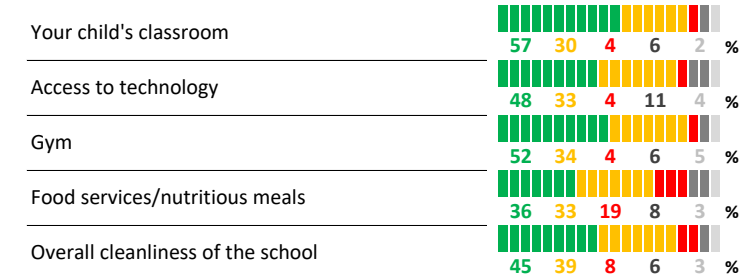 Your child's classroom
57 30 4 6 2 %
Access to technology
48 33 4 11 4 %
Gym
52 34 4 6 5 %
Food services/nutritious meals
36 33 19 8 3 %
Overall cleanliness of the school
45 39 8 6 3 %